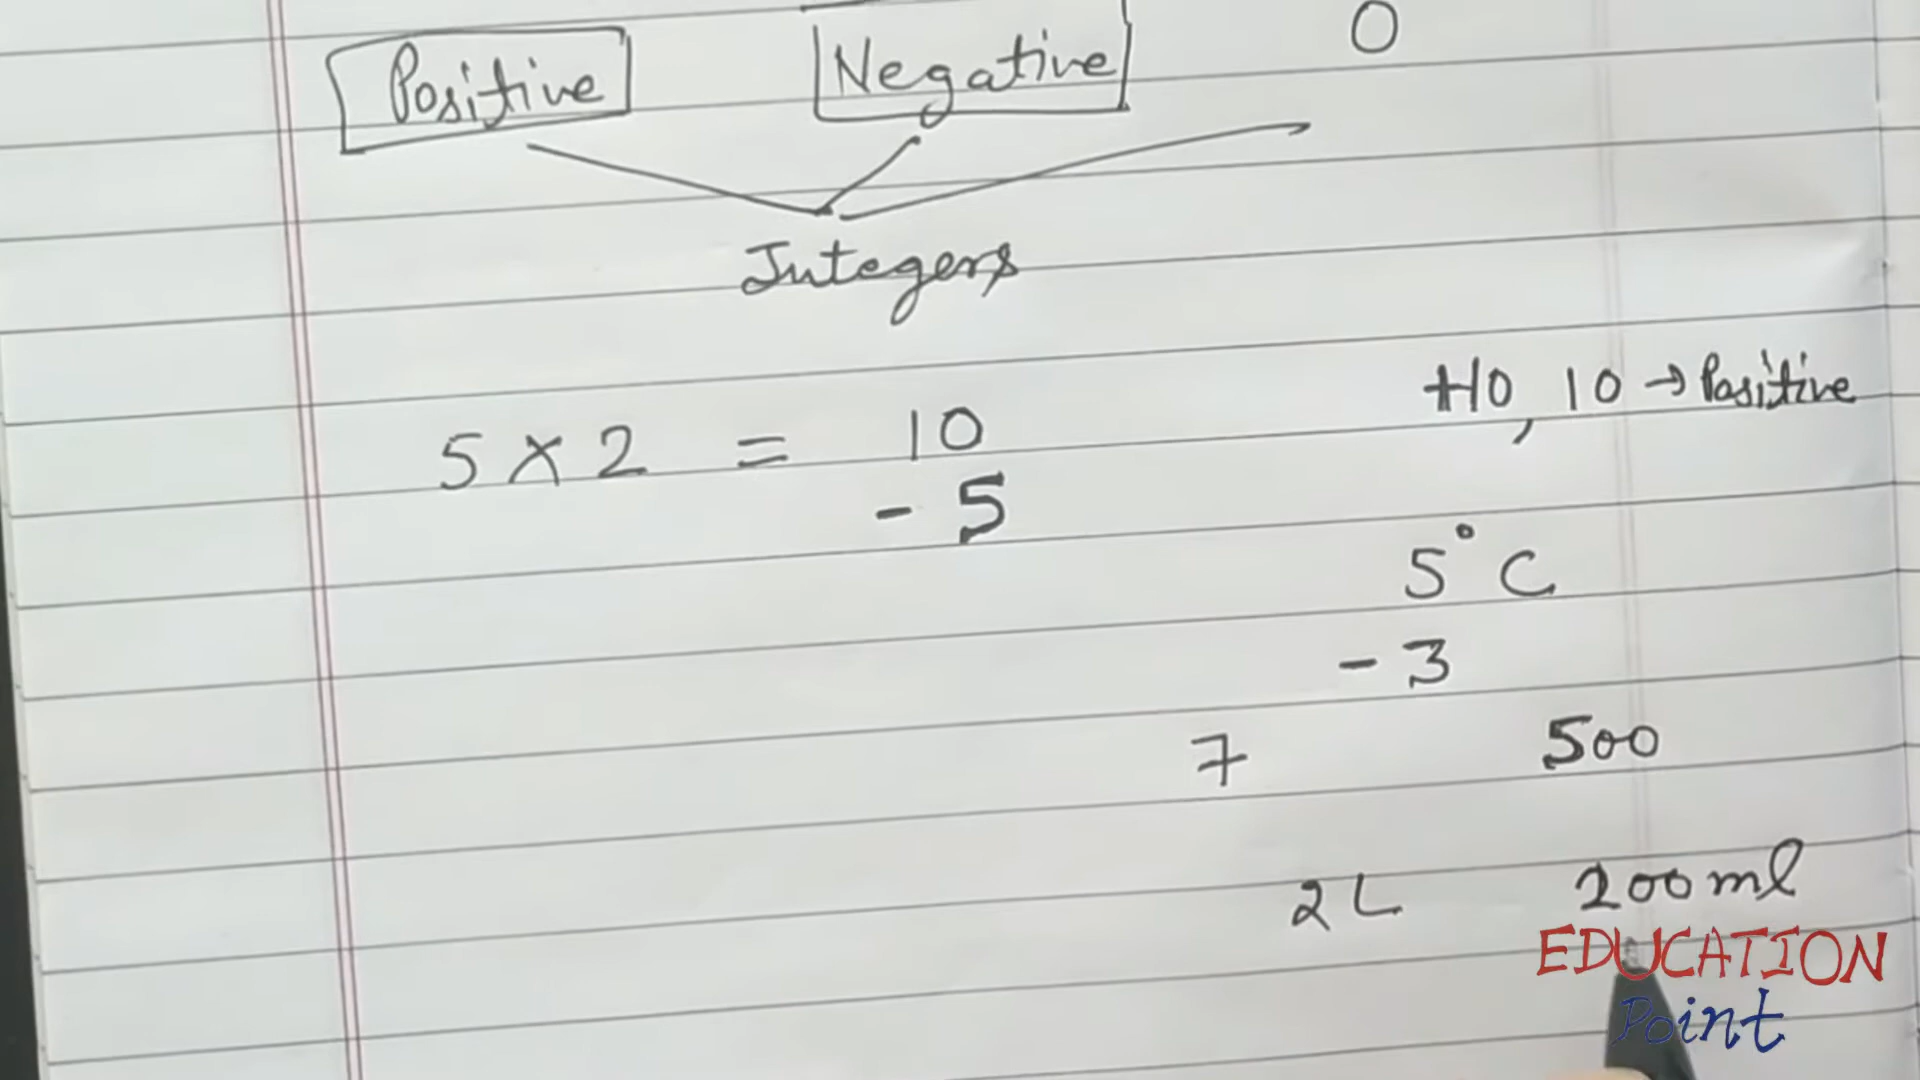 Positive Negative 0
Integers
5 × 2 = 10
- 5
+10, 10 → Positive
5°C
- 3
7 500
2L 200ml
EDUCATION
Point